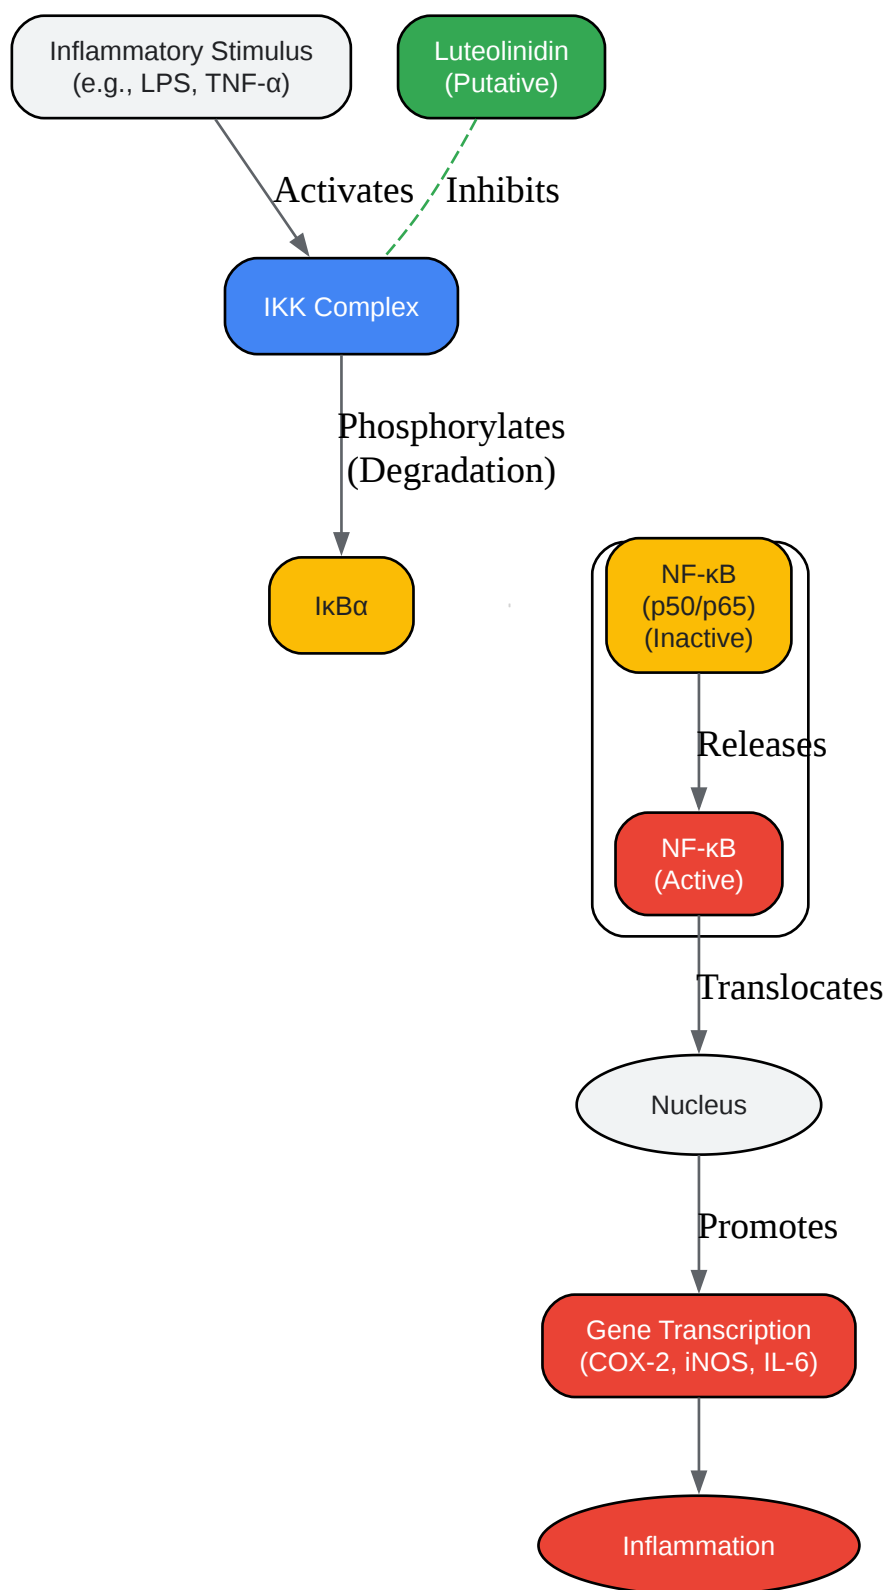 Inflammatory Stimulus
(e.g., LPS, TNF-α)
Luteolinidin
(Putative)
Activates
Inhibits
IKK Complex
Phosphorylates
(Degradation)
IκBα
NF-κB
(p50/p65)
(Inactive)
Releases
NF-κB
(Active)
Translocates
Nucleus
Promotes
Gene Transcription
(COX-2, iNOS, IL-6)
Inflammation